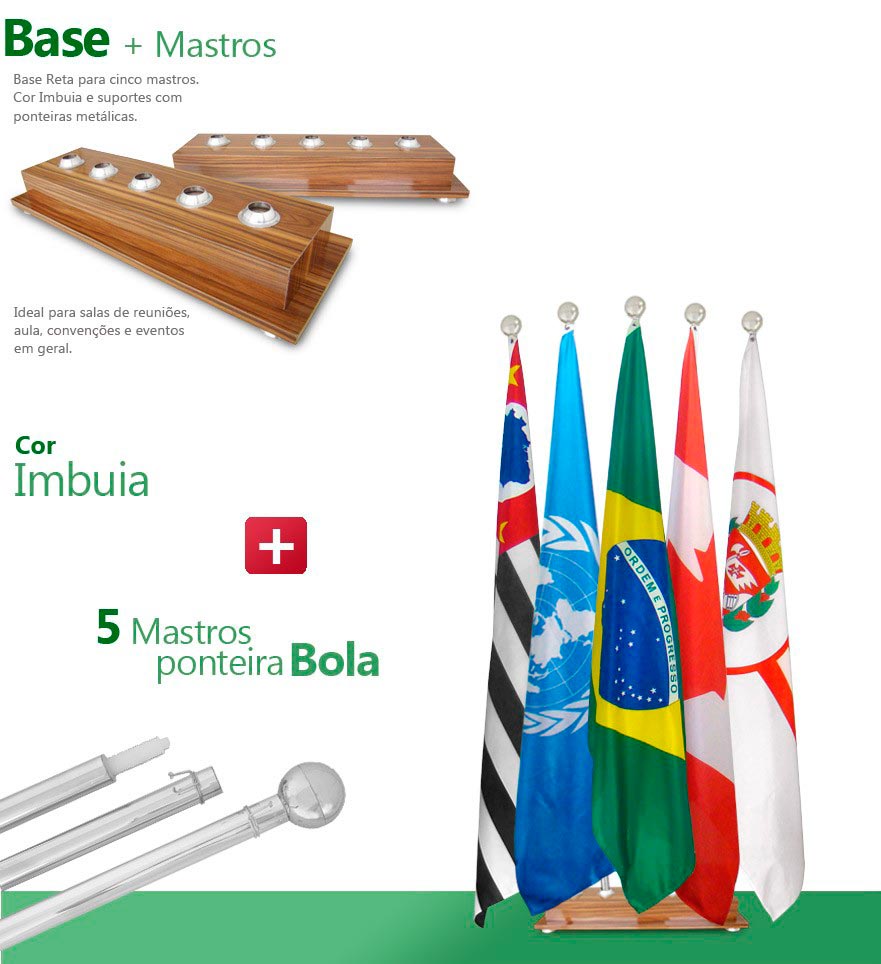 Base + Mastros
Base Reta para cinco mastros.
Cor Imbuia e suportes com
ponteiras metálicas.
Ideal para salas de reuniões,
aula, convenções e eventos
em geral.
Cor
Imbuia
5 Mastros
ponteira Bola
ORDEM E PROGRESSO